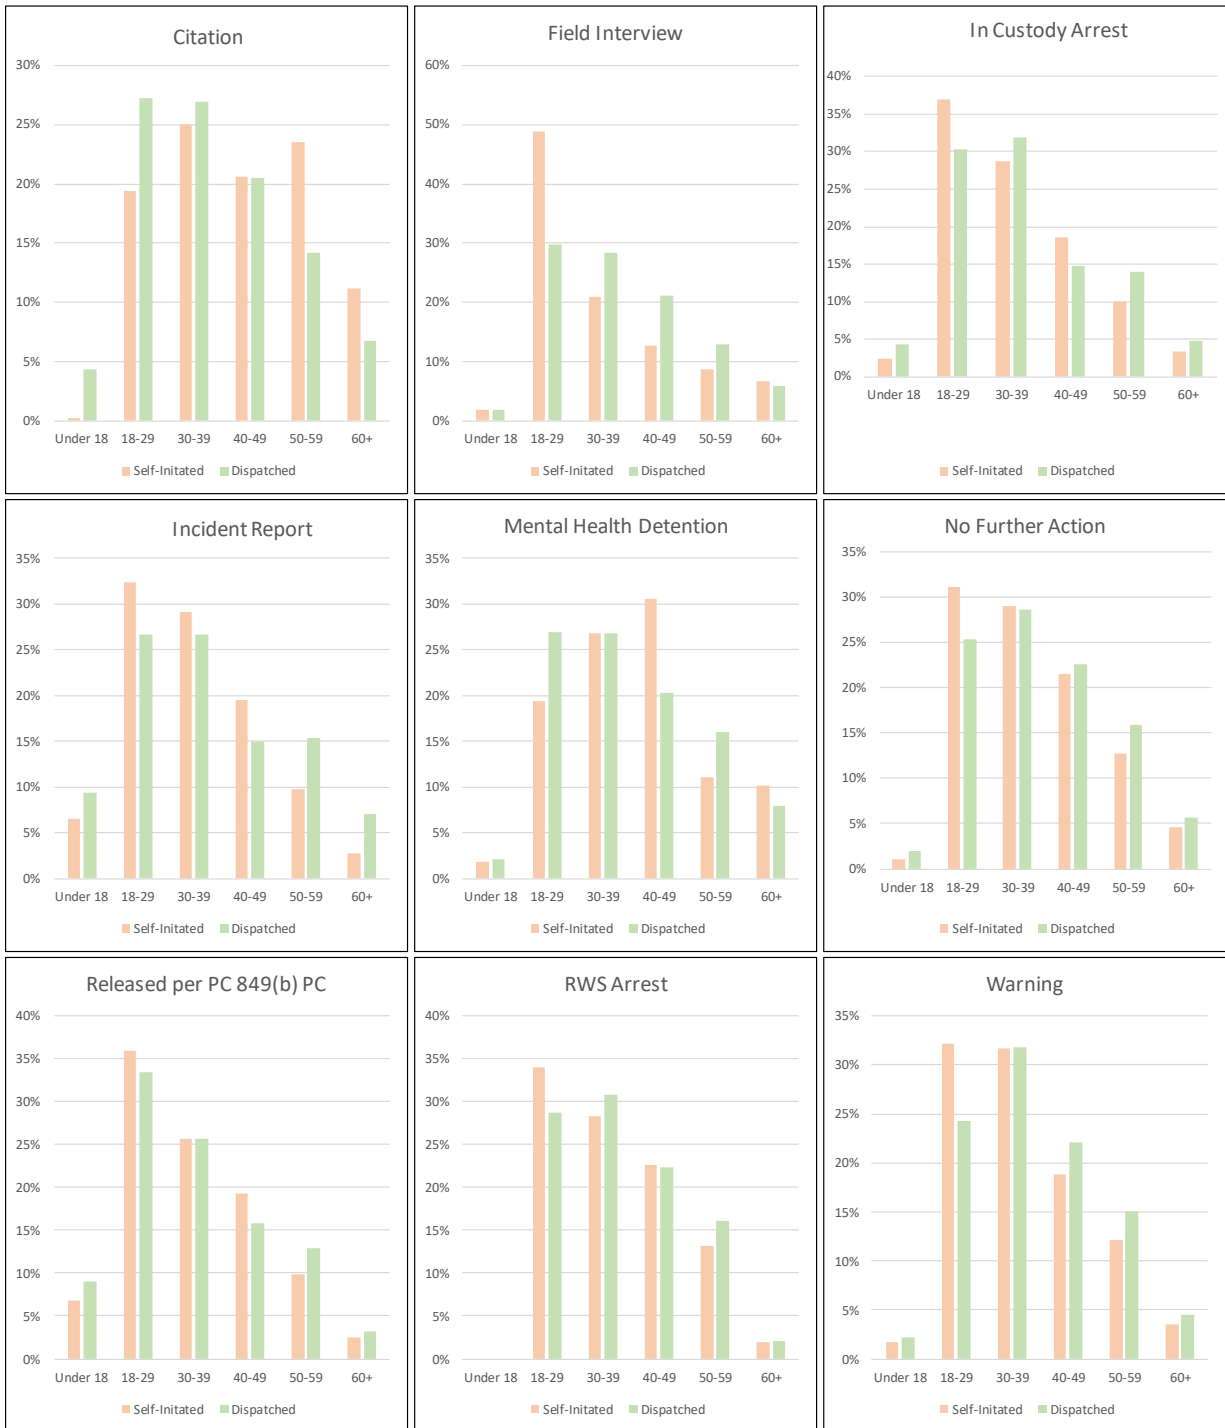 Citation
30%
25%
20%
15%
10%
5%
0%
Under 18 18-29 30-39 40-49 50-59 60+
Self-Initated Dispatched
Field Interview
60%
50%
40%
30%
20%
10%
0%
Under 18 18-29 30-39 40-49 50-59 60+
Self-Initated Dispatched
In Custody Arrest
40%
35%
30%
25%
20%
15%
10%
5%
0%
Under 18 18-29 30-39 40-49 50-59 60+
Self-Initated Dispatched
Incident Report
35%
30%
25%
20%
15%
10%
5%
0%
Under 18 18-29 30-39 40-49 50-59 60+
Self-Initated Dispatched
Mental Health Detention
35%
30%
25%
20%
15%
10%
5%
0%
Under 18 18-29 30-39 40-49 50-59 60+
Self-Initated Dispatched
No Further Action
35%
30%
25%
20%
15%
10%
5%
0%
Under 18 18-29 30-39 40-49 50-59 60+
Self-Initated Dispatched
Released per PC 849(b) PC
40%
35%
30%
25%
20%
15%
10%
5%
0%
Under 18 18-29 30-39 40-49 50-59 60+
Self-Initated Dispatched
RWS Arrest
40%
35%
30%
25%
20%
15%
10%
5%
0%
Under 18 18-29 30-39 40-49 50-59 60+
Self-Initated Dispatched
Warning
35%
30%
25%
20%
15%
10%
5%
0%
Under 18 18-29 30-39 40-49 50-59 60+
Self-Initated Dispatched